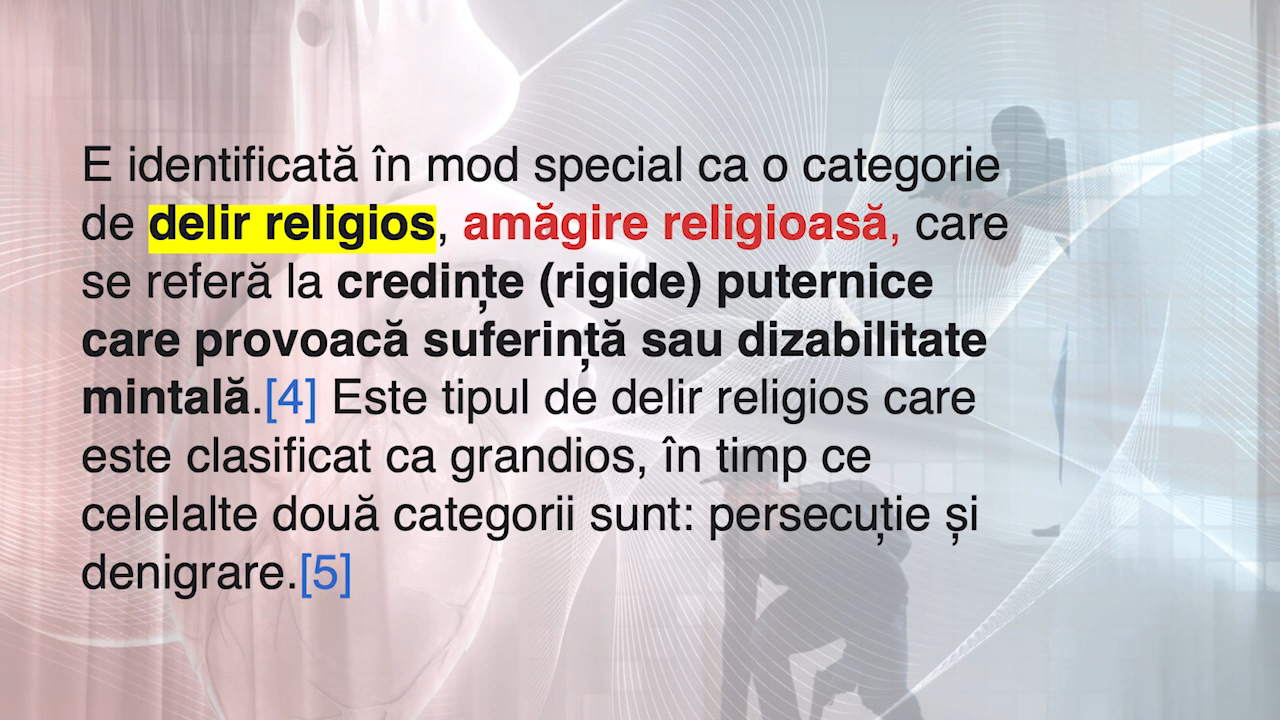 E identificată în mod special ca o categorie
de delir religios, amăgire religioasă, care
se referă la credințe (rigide) puternice
care provoacă suferință sau dizabilitate
mintală.[4] Este tipul de delir religios care
este clasificat ca grandios, în timp ce
celelalte două categorii sunt: persecuție și
denigrare.[5]